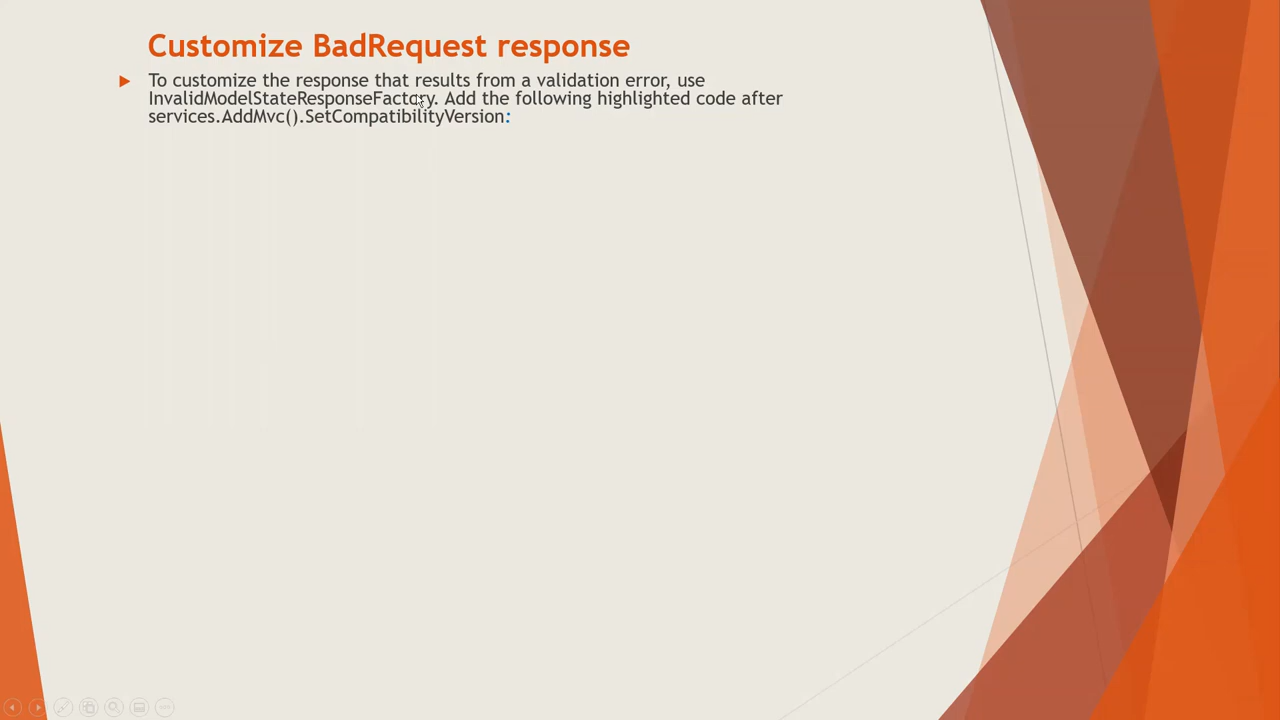 Customize BadRequest response
To customize the response that results from a validation error, use
InvalidModelStateResponseFactory. Add the following highlighted code after
services.AddMvc().SetCompatibilityVersion: